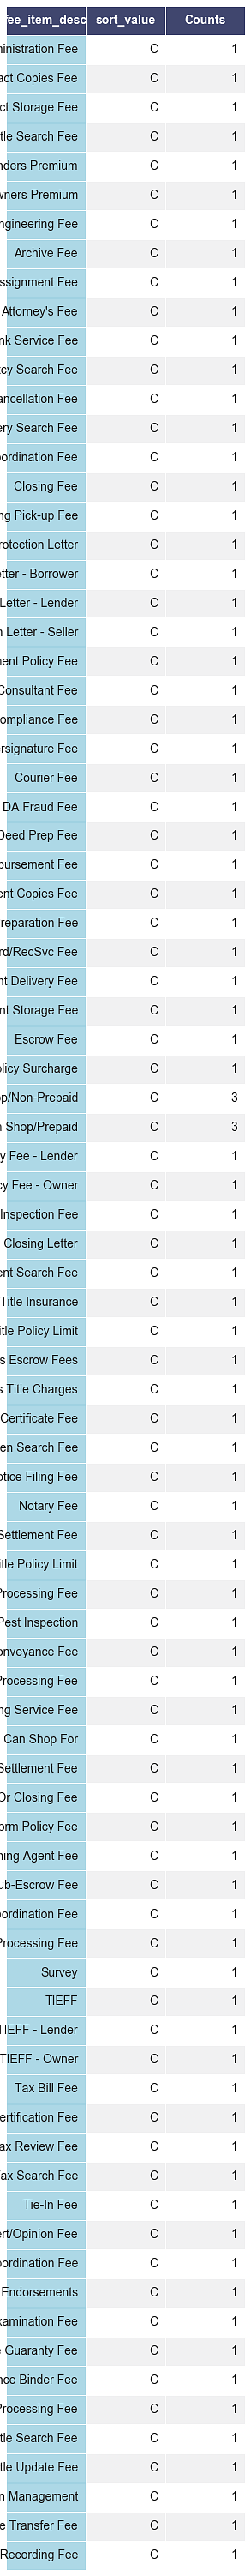 fee_item_desc sort_value Counts
ministration Fee C 1
act Copies Fee C 1
ct Storage Fee C 1
tle Search Fee C 1
nders Premium C 1
wners Premium C 1
ngineering Fee C 1
Archive Fee C 1
ssignment Fee C 1
Attorney's Fee C 1
nk Service Fee C 1
tcy Search Fee C 1
ancellation Fee C 1
ery Search Fee C 1
oordination Fee C 1
Closing Fee C 1
ng Pick-up Fee C 1
rotection Letter C 1
etter - Borrower C 1
Letter - Lender C 1
n Letter - Seller C 1
nent Policy Fee C 1
Consultant Fee C 1
ompliance Fee C 1
ersignature Fee C 1
Courier Fee C 1
DA Fraud Fee C 1
Deed Prep Fee C 1
bursement Fee C 1
ent Copies Fee C 1
reparation Fee C 1
rd/RecSvc Fee C 1
nt Delivery Fee C 1
nt Storage Fee C 1
Escrow Fee C 1
olicy Surcharge C 1
op/Non-Prepaid C 3
n Shop/Prepaid C 3
y Fee - Lender C 1
cy Fee - Owner C 1
Inspection Fee C 1
Closing Letter C 1
ent Search Fee C 1
Title Insurance C 1
itle Policy Limit C 1
s Escrow Fees C 1
s Title Charges C 1
Certificate Fee C 1
en Search Fee C 1
otice Filing Fee C 1
Notary Fee C 1
Settlement Fee C 1
itle Policy Limit C 1
Processing Fee C 1
Pest Inspection C 1
onveyance Fee C 1
Processing Fee C 1
ng Service Fee C 1
Can Shop For C 1
Settlement Fee C 1
Or Closing Fee C 1
orm Policy Fee C 1
ning Agent Fee C 1
ub-Escrow Fee C 1
oordination Fee C 1
Processing Fee C 1
Survey C 1
TIEFF C 1
TIEFF - Lender C 1
TIEFF - Owner C 1
Tax Bill Fee C 1
ertification Fee C 1
ax Review Fee C 1
ax Search Fee C 1
Tie-In Fee C 1
ert/Opinion Fee C 1
oordination Fee C 1
Endorsements C 1
xamination Fee C 1
e Guaranty Fee C 1
nce Binder Fee C 1
Processing Fee C 1
tle Search Fee C 1
tle Update Fee C 1
n Management C 1
e Transfer Fee C 1
Recording Fee C 1